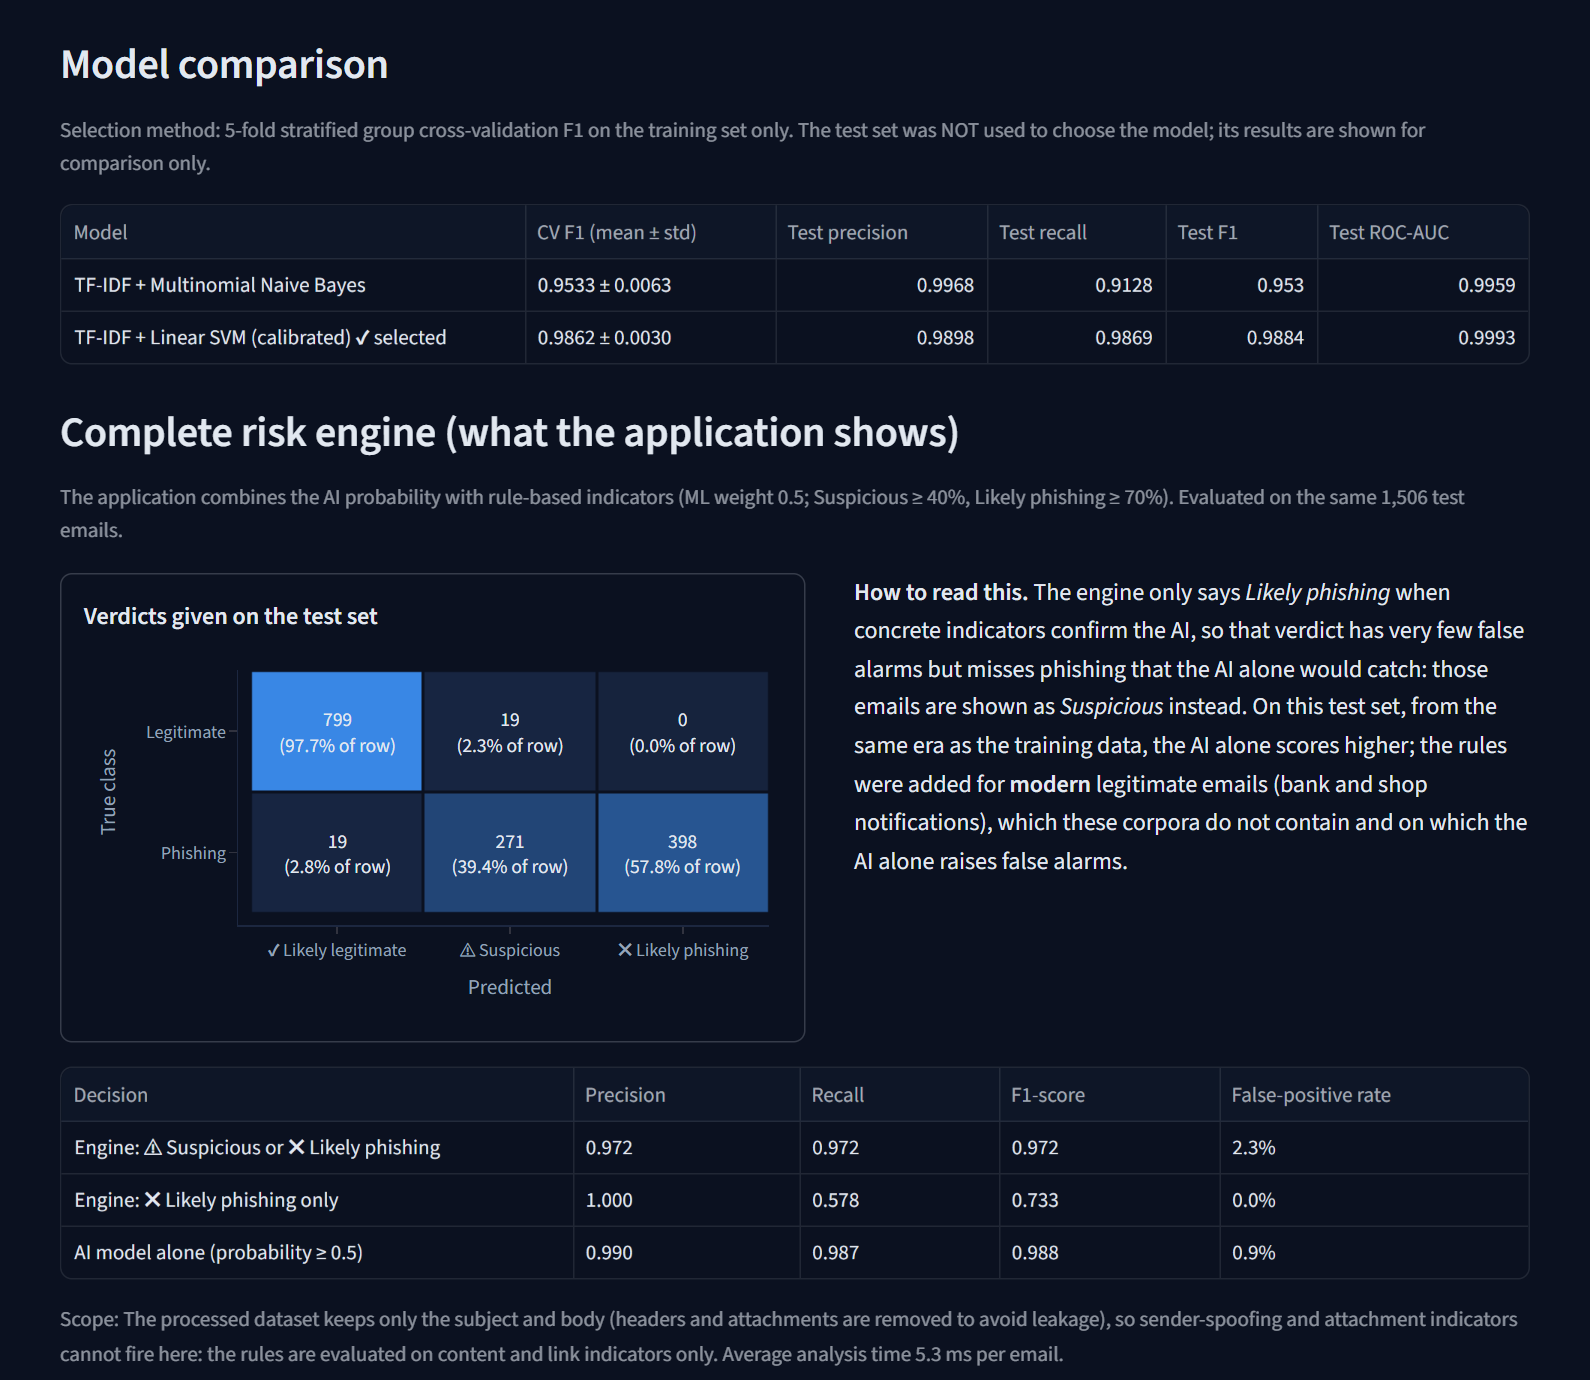 Model comparison
Selection method: 5-fold stratified group cross-validation F1 on the training set only. The test set was NOT used to choose the model; its results are shown for
comparison only.
Model CV F1 (mean ± std) Test precision Test recall Test F1 Test ROC-AUC
TF-IDF + Multinomial Naive Bayes 0.9533 ± 0.0063 0.9968 0.9128 0.953 0.9959
TF-IDF + Linear SVM (calibrated) ✓ selected 0.9862 ± 0.0030 0.9898 0.9869 0.9884 0.9993
Complete risk engine (what the application shows)
The application combines the AI probability with rule-based indicators (ML weight 0.5; Suspicious ≥ 40%, Likely phishing ≥ 70%). Evaluated on the same 1,506 test
emails.
Verdicts given on the test set
True class
Legitimate
799 19 0
(97.7% of row) (2.3% of row) (0.0% of row)
Phishing
19 271 398
(2.8% of row) (39.4% of row) (57.8% of row)
✓ Likely legitimate ⚠ Suspicious ✕ Likely phishing
Predicted
How to read this. The engine only says Likely phishing when
concrete indicators confirm the AI, so that verdict has very few false
alarms but misses phishing that the AI alone would catch: those
emails are shown as Suspicious instead. On this test set, from the
same era as the training data, the AI alone scores higher; the rules
were added for modern legitimate emails (bank and shop
notifications), which these corpora do not contain and on which the
AI alone raises false alarms.
Decision Precision Recall F1-score False-positive rate
Engine: ⚠ Suspicious or ✕ Likely phishing 0.972 0.972 0.972 2.3%
Engine: ✕ Likely phishing only 1.000 0.578 0.733 0.0%
AI model alone (probability ≥ 0.5) 0.990 0.987 0.988 0.9%
Scope: The processed dataset keeps only the subject and body (headers and attachments are removed to avoid leakage), so sender-spoofing and attachment indicators
cannot fire here: the rules are evaluated on content and link indicators only. Average analysis time 5.3 ms per email.